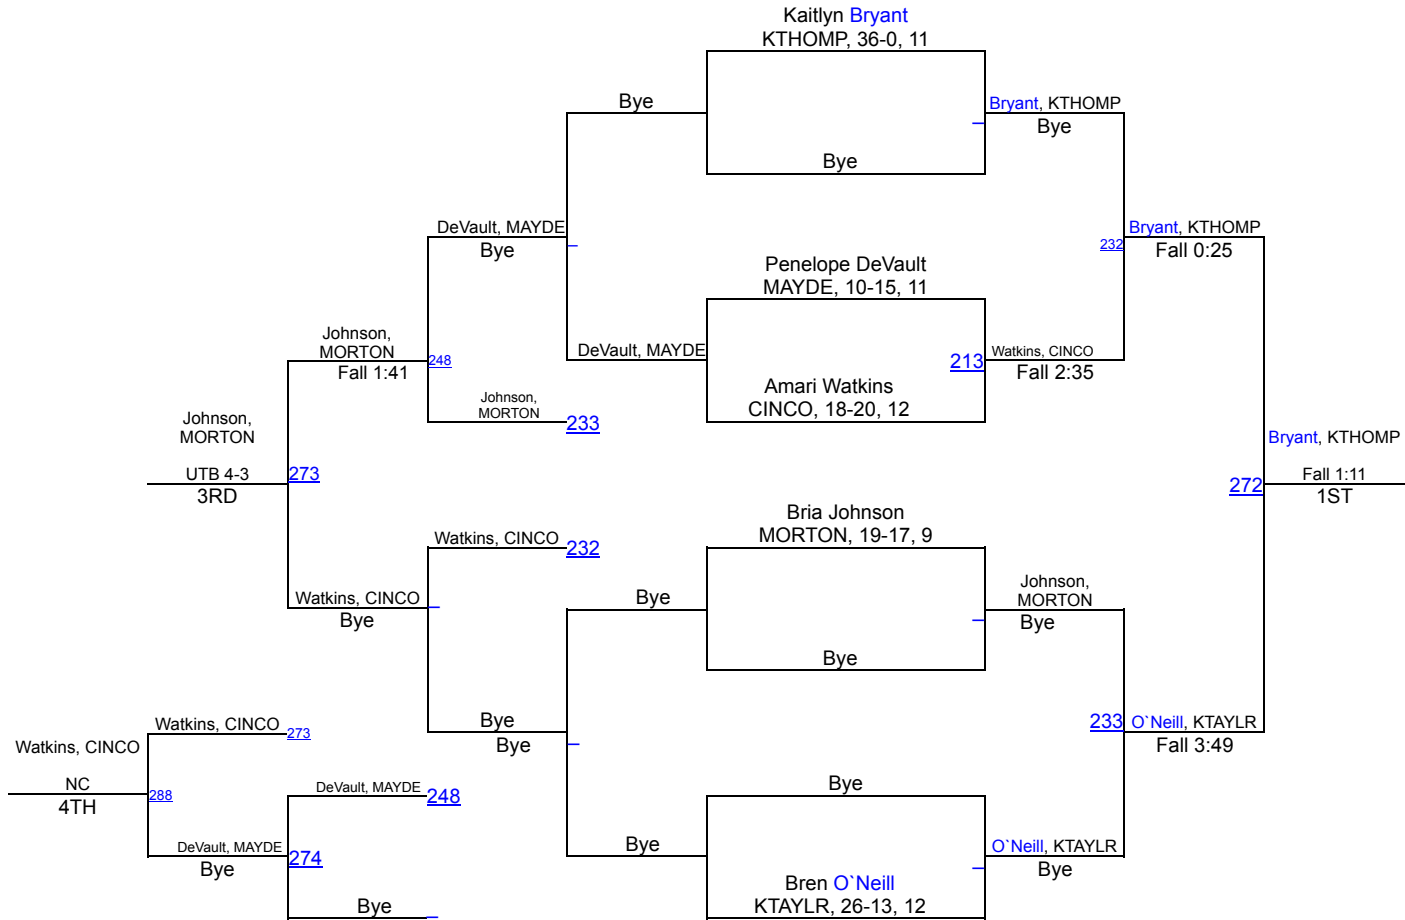 Kaitlyn Bryant
KTHOMP, 36-0, 11
Bye
Bryant, KTHOMP
Bye
Bye
DeVault, MAYDE
Bye
Bryant, KTHOMP
232
Fall 0:25
Penelope DeVault
MAYDE, 10-15, 11
Johnson,
MORTON
248
Fall 1:41
DeVault, MAYDE
213
Watkins, CINCO
Fall 2:35
Amari Watkins
CINCO, 18-20, 12
Johnson,
MORTON
233
Johnson,
MORTON
Bryant, KTHOMP
UTB 4-3
273
3RD
272
Fall 1:11
1ST
Bria Johnson
MORTON, 19-17, 9
Watkins, CINCO
232
Johnson,
MORTON
Bye
Watkins, CINCO
Bye
Bye
Bye
Bye
Bye
233
O`Neill, KTAYLR
Fall 3:49
Watkins, CINCO
273
Watkins, CINCO
NC
288
4TH
DeVault, MAYDE
248
Bye
DeVault, MAYDE
274
Bye
Bye
O`Neill, KTAYLR
Bye
Bren O`Neill
KTAYLR, 26-13, 12
Bye